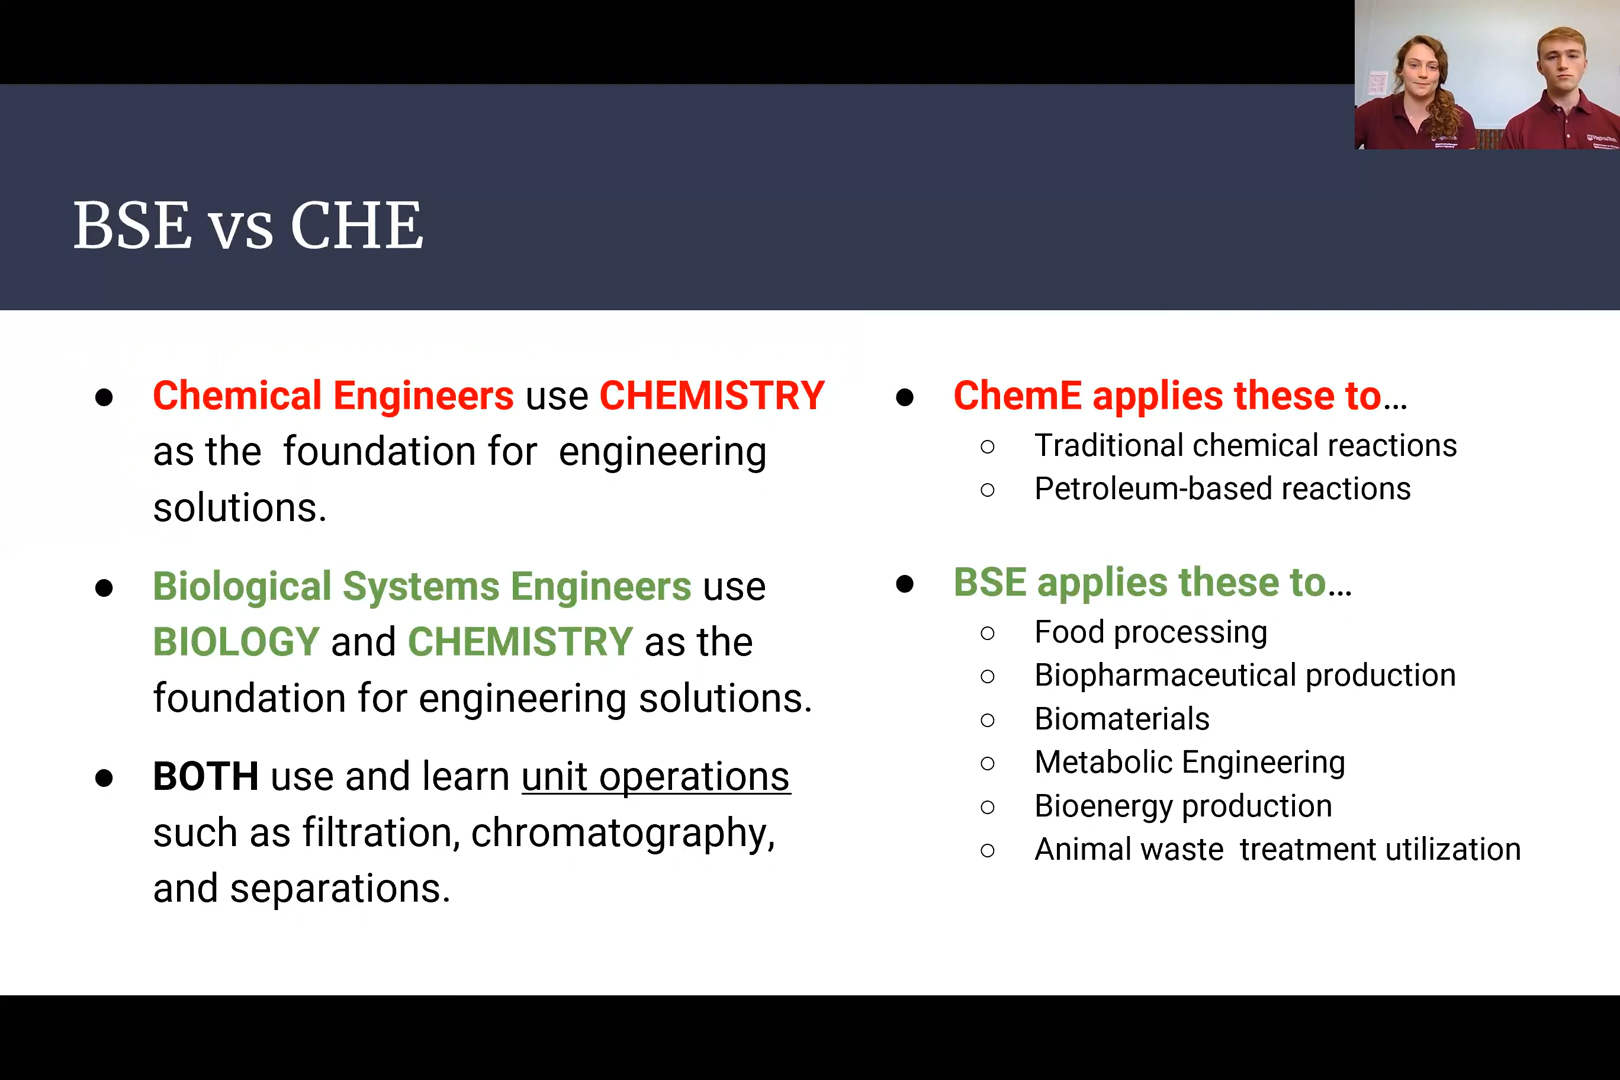 BSE vs CHE
● Chemical Engineers use CHEMISTRY
as the foundation for engineering
solutions.
● Biological Systems Engineers use
BIOLOGY and CHEMISTRY as the
foundation for engineering solutions.
● BOTH use and learn unit operations
such as filtration, chromatography,
and separations.
● ChemE applies these to...
○ Traditional chemical reactions
○ Petroleum-based reactions
● BSE applies these to...
○ Food processing
○ Biopharmaceutical production
○ Biomaterials
○ Metabolic Engineering
○ Bioenergy production
○ Animal waste treatment utilization